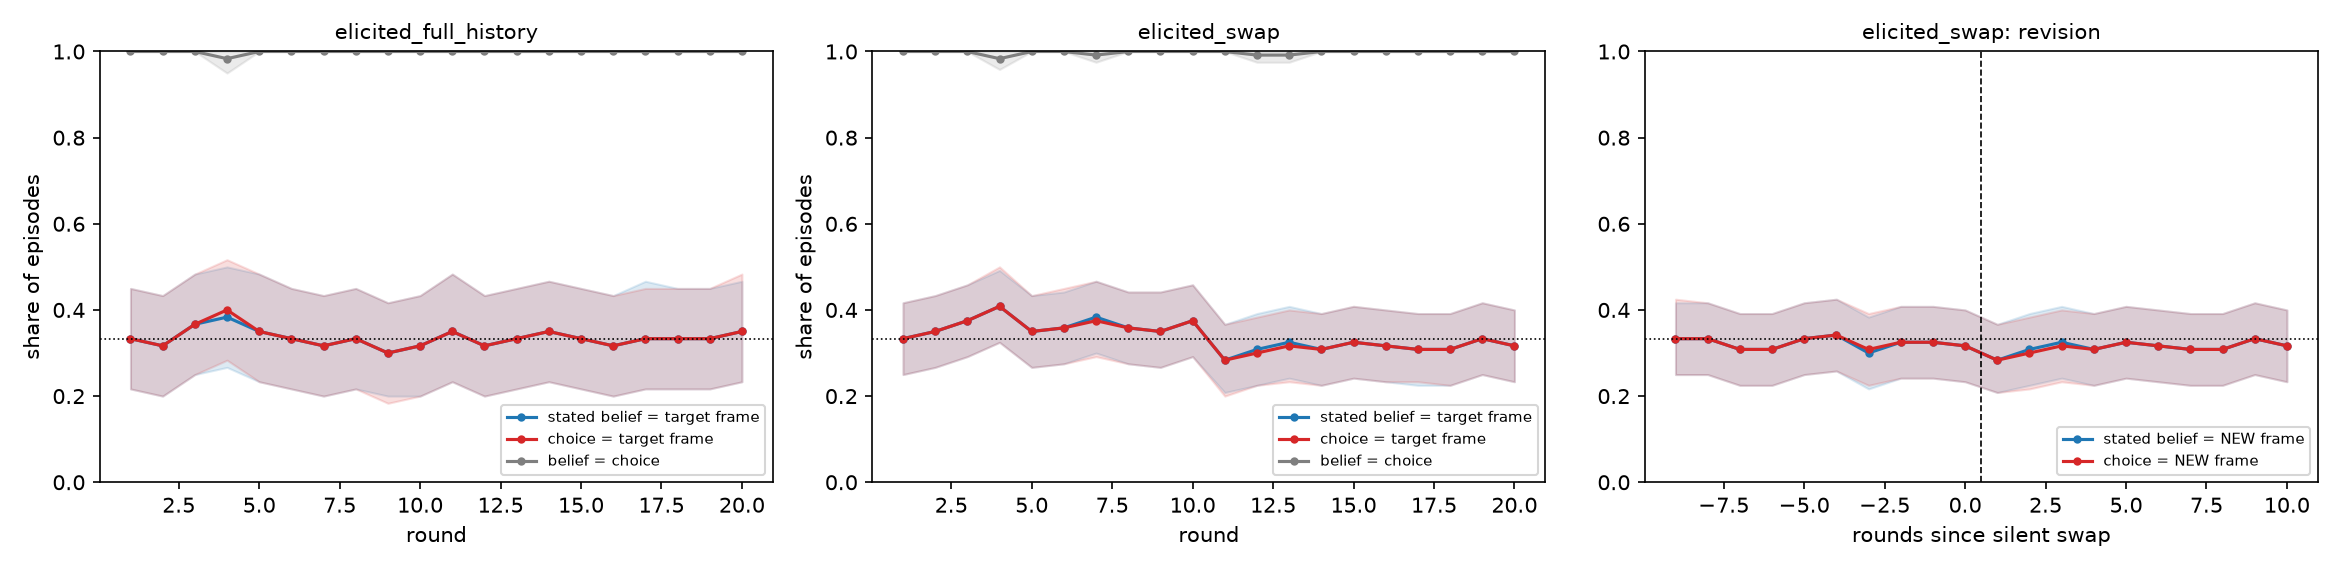 elicited_full_history
share of episodes
1.0
0.8
0.6
0.4
0.2
0.0
stated belief = target frame
choice = target frame
belief = choice
2.5 5.0 7.5 10.0 12.5 15.0 17.5 20.0
round
elicited_swap
share of episodes
1.0
0.8
0.6
0.4
0.2
0.0
stated belief = target frame
choice = target frame
belief = choice
2.5 5.0 7.5 10.0 12.5 15.0 17.5 20.0
round
elicited_swap: revision
1.0
0.8
0.6
0.4
0.2
0.0
stated belief = NEW frame
choice = NEW frame
−7.5 −5.0 −2.5 0.0 2.5 5.0 7.5 10.0
rounds since silent swap